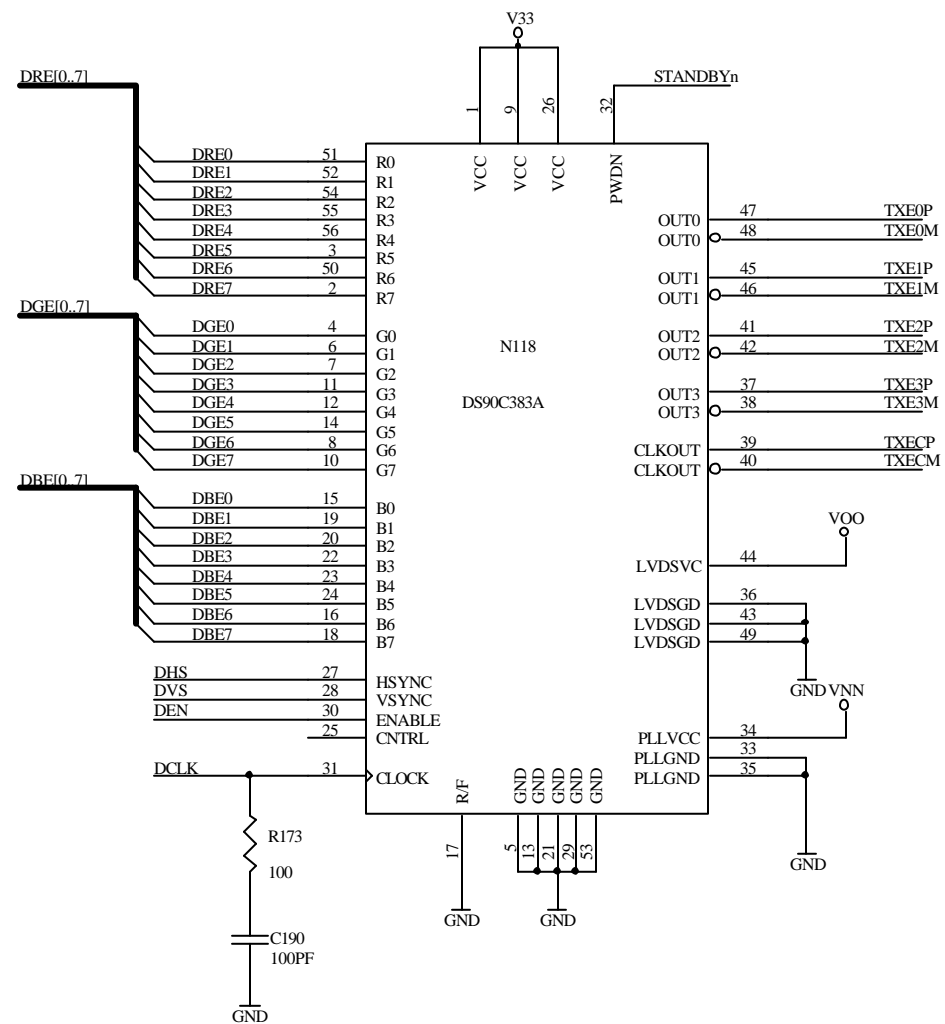 V33
DRE[0..7]
STANDBYn
1
9
26
32
VCC
VCC
VCC
PWDN
DRE0 51 R0
DRE1 52 R1
DRE2 54 R2
DRE3 55 R3
DRE4 56 R4
DRE5 3 R5
DRE6 50 R6
DRE7 2 R7
OUT0 47 TXE0P
OUT0 48 TXE0M
OUT1 45 TXE1P
OUT1 46 TXE1M
DGE[0..7]
DGE0 4 G0
DGE1 6 G1
DGE2 7 G2
DGE3 11 G3
DGE4 12 G4
DGE5 14 G5
DGE6 8 G6
DGE7 10 G7
N118
DS90C383A
OUT2 41 TXE2P
OUT2 42 TXE2M
OUT3 37 TXE3P
OUT3 38 TXE3M
CLKOUT 39 TXECP
CLKOUT 40 TXECM
DBE[0..7]
DBE0 15 B0
DBE1 19 B1
DBE2 20 B2
DBE3 22 B3
DBE4 23 B4
DBE5 24 B5
DBE6 16 B6
DBE7 18 B7
VOO
LVDSVC 44
LVDSGD 36
LVDSGD 43
LVDSGD 49
GND
VNN
DHS 27 HSYNC
DVS 28 VSYNC
DEN 30 ENABLE
25 CNTRL
DCLK 31 CLOCK
PLLVCC 34
PLLGND 33
PLLGND 35
GND
R/F
GND
GND
GND
GND
GND
17
5
13
21
29
53
GND
GND
R173
100
C190
100PF
GND